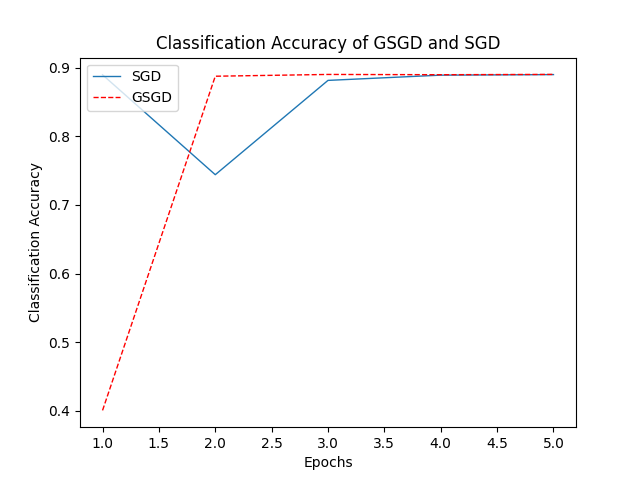 Classification Accuracy of GSGD and SGD
SGD
GSGD
Classification Accuracy
0.9
0.8
0.7
0.6
0.5
0.4
1.0 1.5 2.0 2.5 3.0 3.5 4.0 4.5 5.0
Epochs